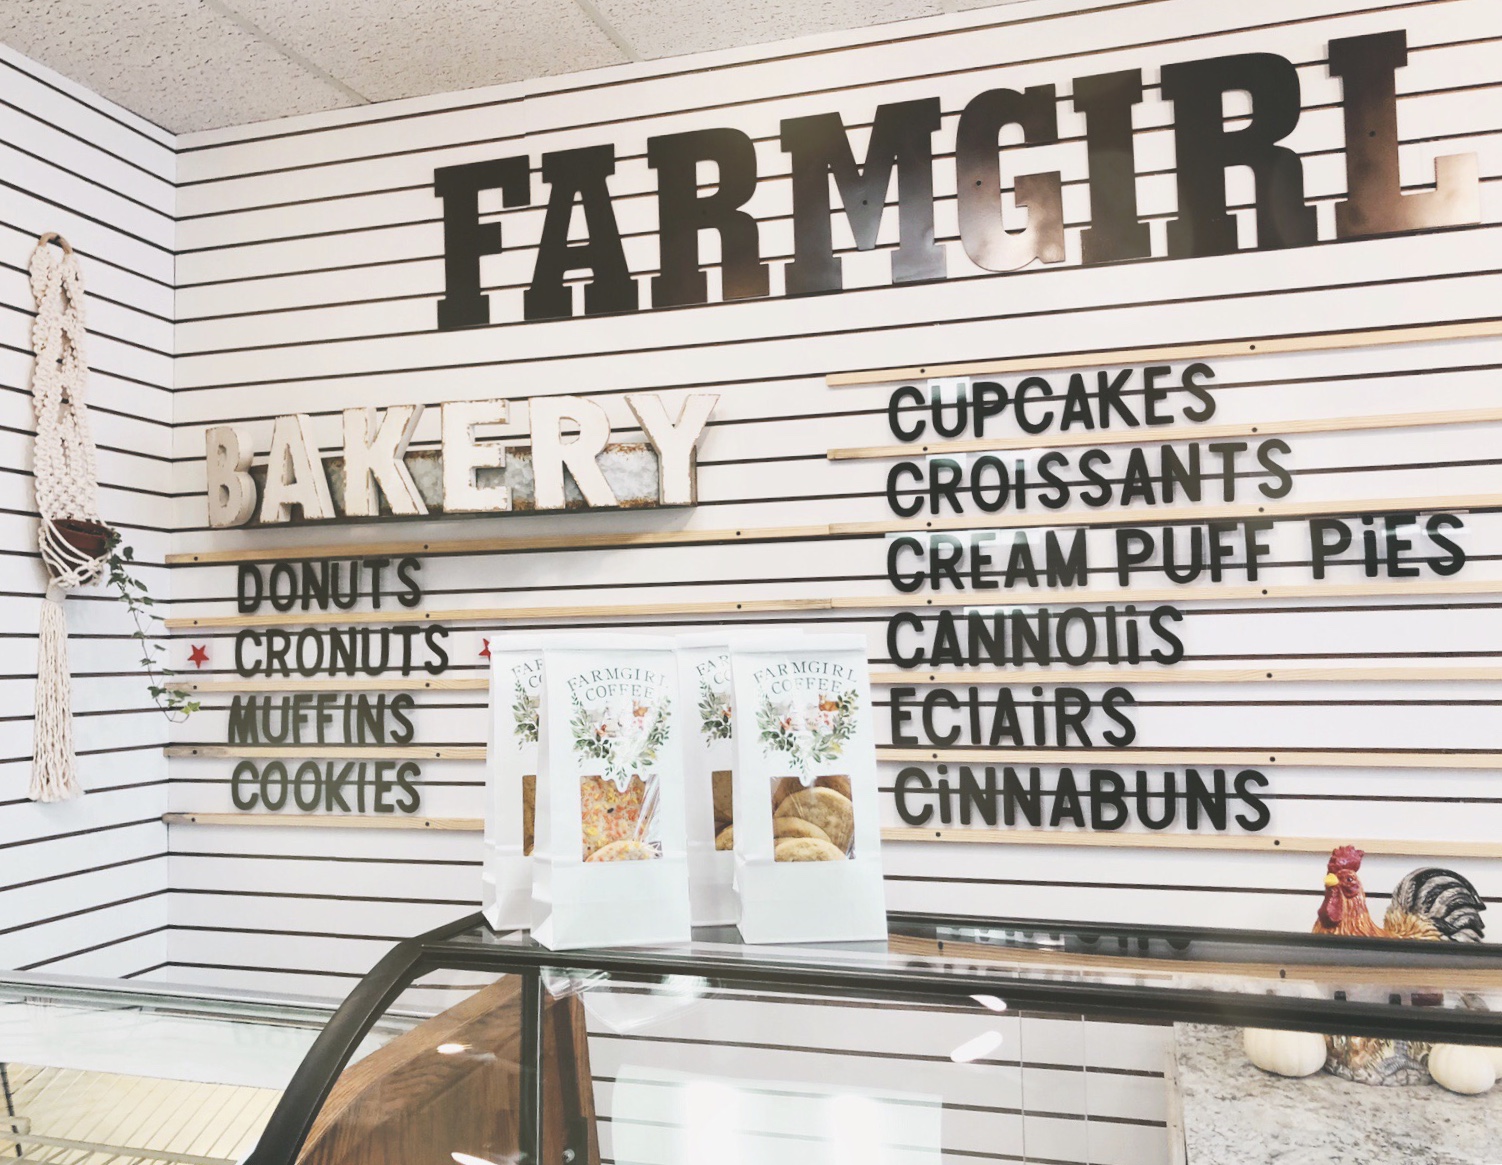 FARMGIRL
BAKERY
DONUTS
CRONUTS
MUFFINS
COOKIES
CUPCAKES
CROiSSANTS
CREAM PUFF PiES
CANNOliS
EClAiRS
CiNNABUNS
FARMGIRL
COFFEE
FARMGIRL
COFFEE